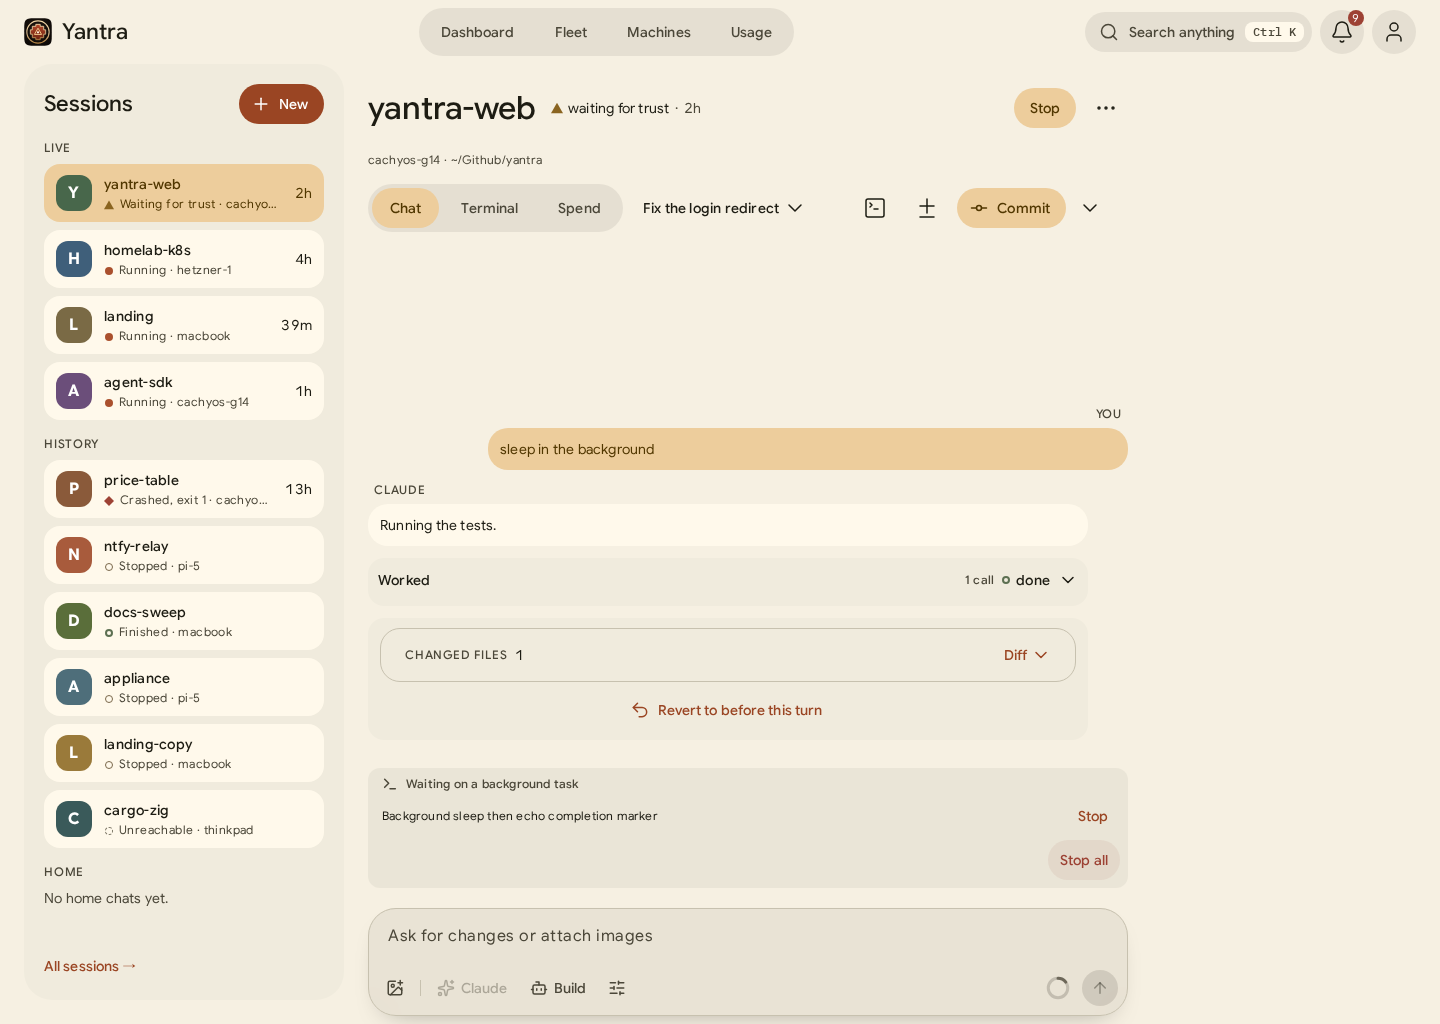 Yantra
Dashboard
Fleet
Machines
Usage
Search anything
Ctrl K
9
Sessions
New
LIVE
Y
yantra-web
Waiting for trust · cachyo...
2h
H
homelab-k8s
Running · hetzner-1
4h
L
landing
Running · macbook
39m
A
agent-sdk
Running · cachyos-g14
1h
HISTORY
P
price-table
Crashed, exit 1 · cachyo...
13h
N
ntfy-relay
Stopped · pi-5
D
docs-sweep
Finished · macbook
A
appliance
Stopped · pi-5
L
landing-copy
Stopped · macbook
C
cargo-zig
Unreachable · thinkpad
HOME
No home chats yet.
All sessions →
yantra-web
waiting for trust · 2h
Stop
cachyos-g14 · ~/Github/yantra
Chat
Terminal
Spend
Fix the login redirect
Commit
YOU
sleep in the background
CLAUDE
Running the tests.
Worked
1 call
done
CHANGED FILES 1
Diff
Revert to before this turn
Waiting on a background task
Background sleep then echo completion marker
Stop
Stop all
Ask for changes or attach images
Claude
Build